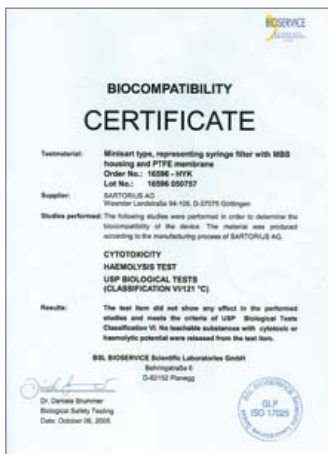 BIOSERVICE
BIOCOMPATIBILITY
CERTIFICATE
Testmaterial: Minisart type, representing syringe filter with MBS
housing and PTFE membrane
Order No.: 16596 - HYK
Lot No.: 16596 050757
Supplier: SARTORIUS AG
Weender Landstraße 94-108, D-37075 Göttingen
Studies performed: The following studies were performed in order to determine the
biocompatibility of the device. The material was produced
according to the manufacturing process of SARTORIUS AG.
CYTOTOXICITY
HAEMOLYSIS TEST
USP BIOLOGICAL TESTS
(CLASSIFICATION VI/121 °C)
Results: The test item did not show any effect in the performed
studies and meets the criteria of USP Biological Tests
Classification VI. No leachable substances with cytotoxic or
haemolytic potential were released from the test item.
BSL BIOSERVICE Scientific Laboratories GmbH
Behringstraße 6
D-82152 Planegg
Dr. Daniela Brummer
Biological Safety Testing
Date: October 06, 2005
GLP
ISO 17025